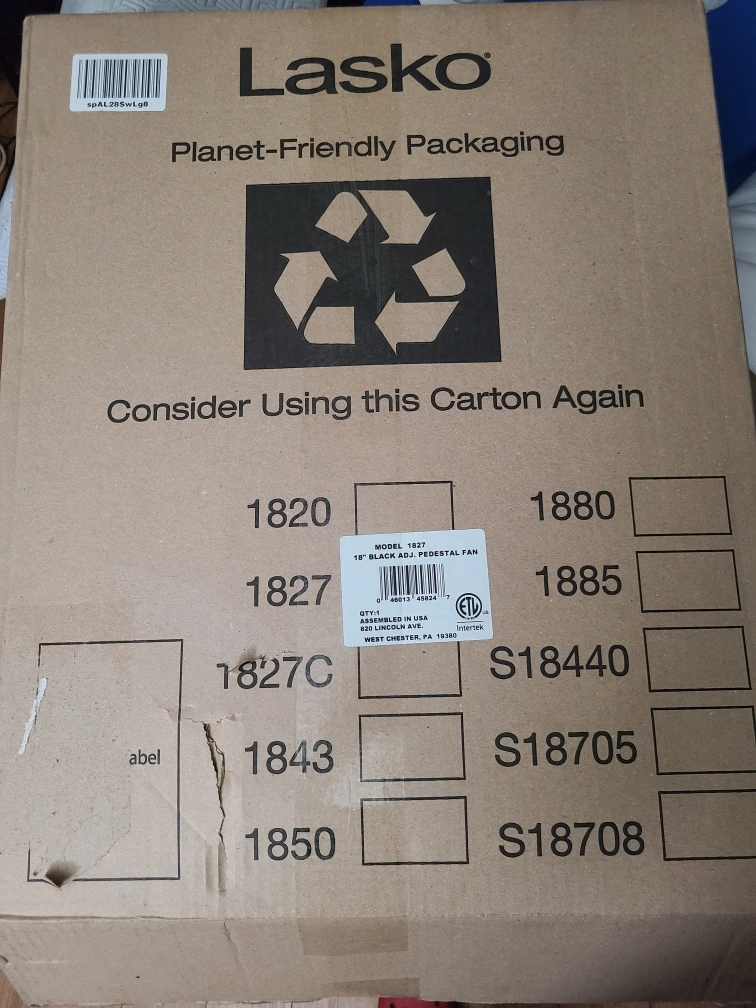 Lasko®
spAL28SwLg8
Planet-Friendly Packaging
Consider Using this Carton Again
1820
1880
MODEL 1827
18" BLACK ADJ. PEDESTAL FAN
0 46013 45824 7
QTY:1
ASSEMBLED IN USA
820 LINCOLN AVE.
WEST CHESTER, PA 19380
ETL
US
Intertek
1827
1885
1827C
S18440
1843
S18705
abel
1850
S18708